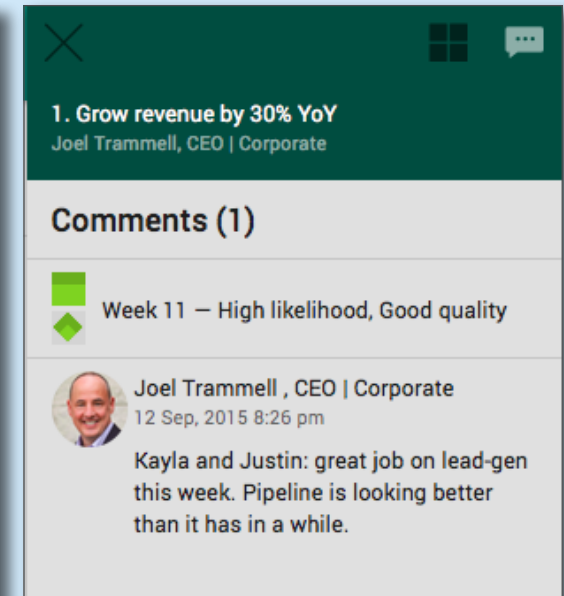 1. Grow revenue by 30% YoY
Joel Trammell, CEO | Corporate
Comments (1)
Week 11 — High likelihood, Good quality
Joel Trammell , CEO | Corporate
12 Sep, 2015 8:26 pm
Kayla and Justin: great job on lead-gen
this week. Pipeline is looking better
than it has in a while.